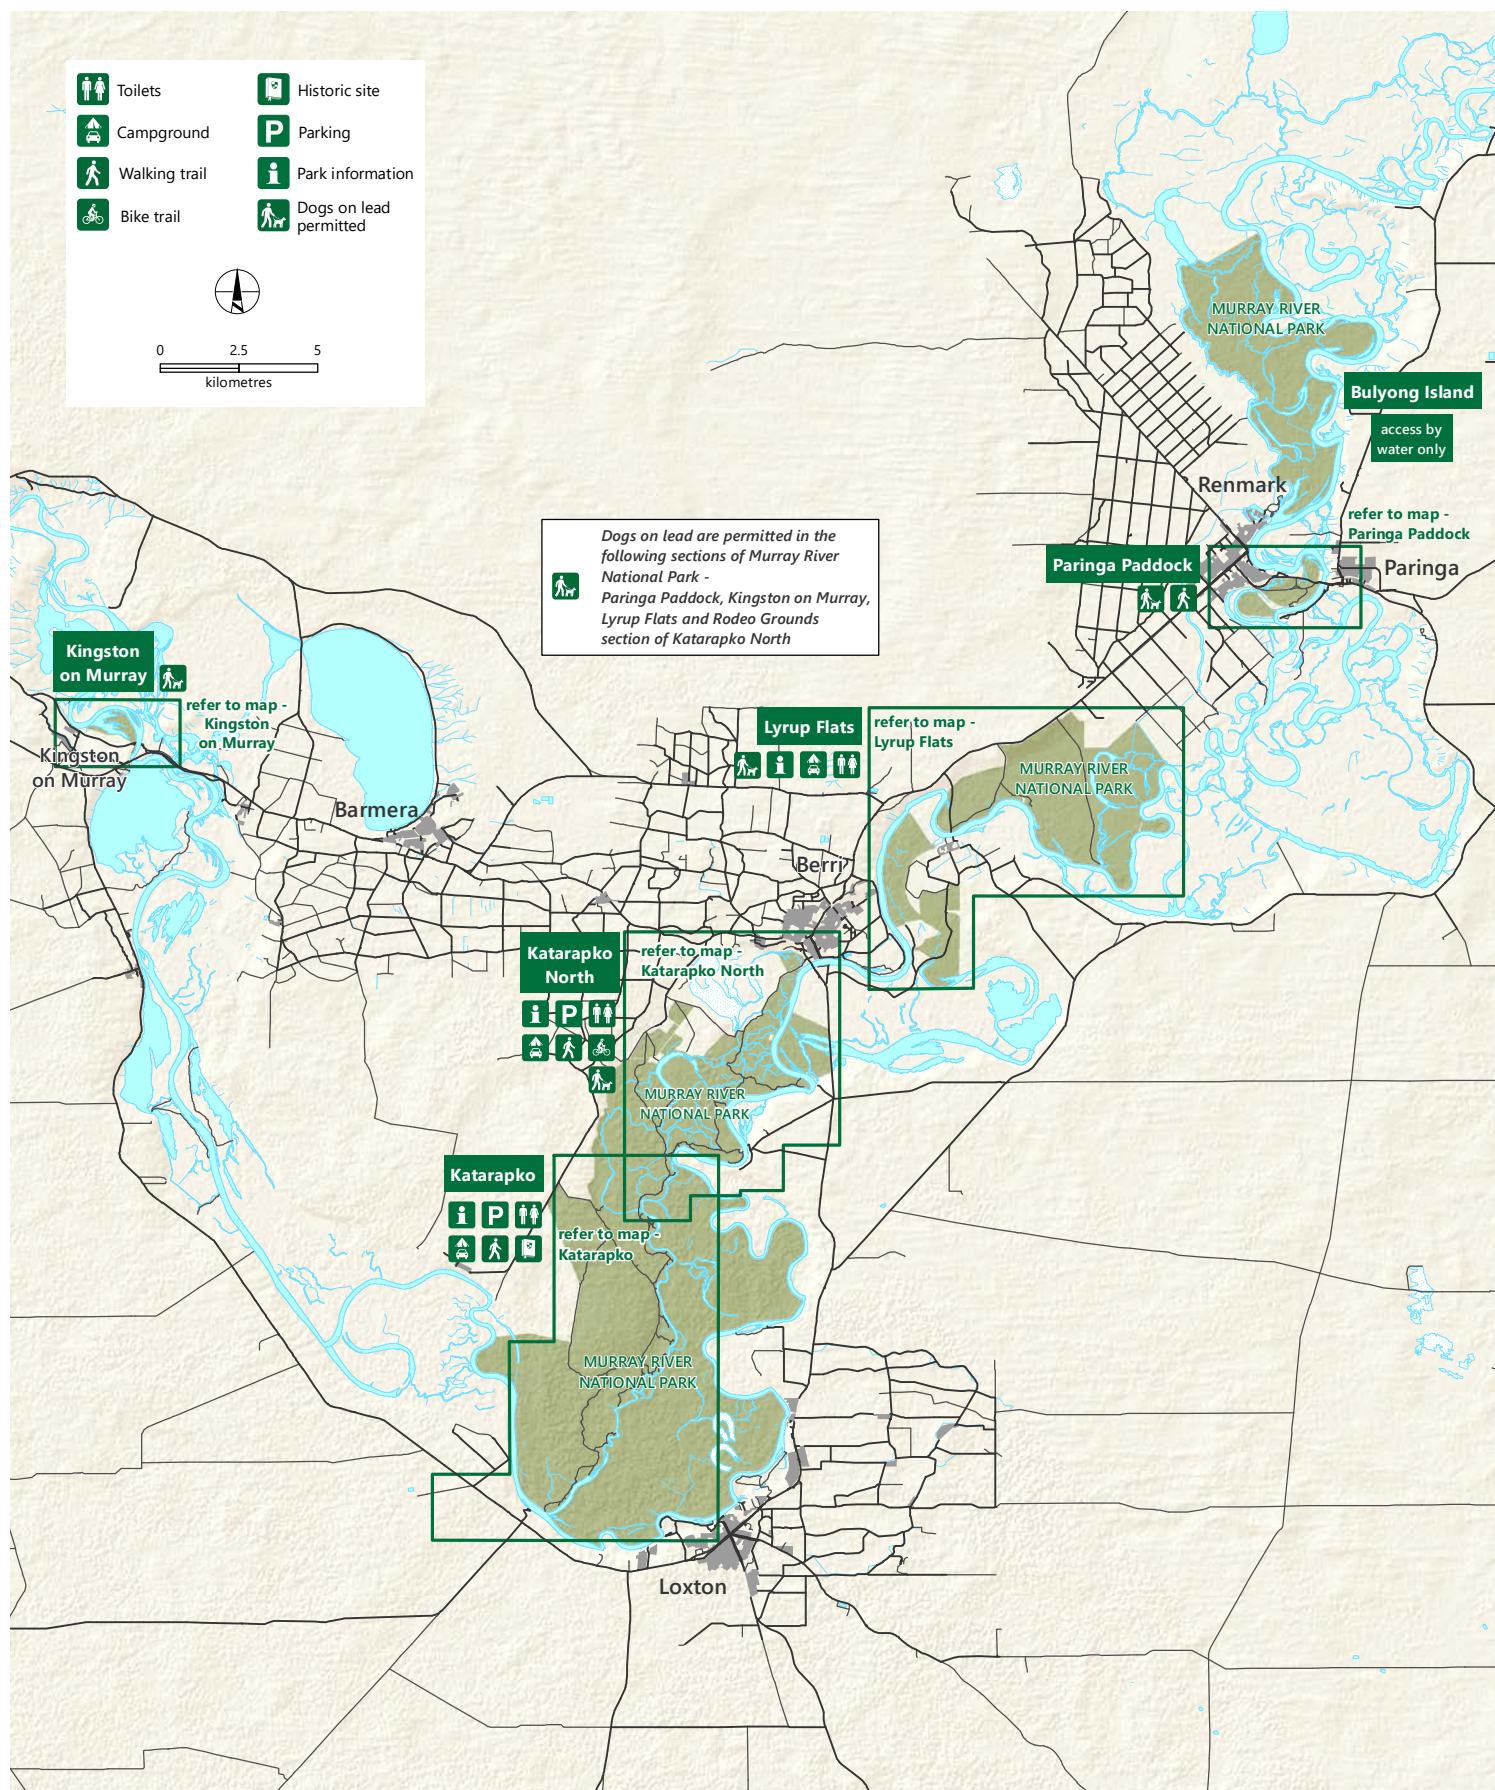 Toilets
Campground
Walking trail
Bike trail
Historic site
P
Parking
Park information
Dogs on lead
permitted
0 2.5 5
kilometres
MURRAY RIVER
NATIONAL PARK
Bulyong Island
access by
water only
Renmark
refer to map -
Paringa Paddock
Paringa Paddock
Paringa
Dogs on lead are permitted in the
following sections of Murray River
National Park -
Paringa Paddock, Kingston on Murray,
Lyrup Flats and Rodeo Grounds
section of Katarapko North
Kingston
on Murray
refer to map -
Kingston
on Murray
Kingston
on Murray
Barmera
Lyrup Flats
refer to map -
Lyrup Flats
MURRAY RIVER
NATIONAL PARK
Berri
Katarapko
North
P
refer to map -
Katarapko North
MURRAY RIVER
NATIONAL PARK
Katarapko
P
refer to map -
Katarapko
MURRAY RIVER
NATIONAL PARK
Loxton